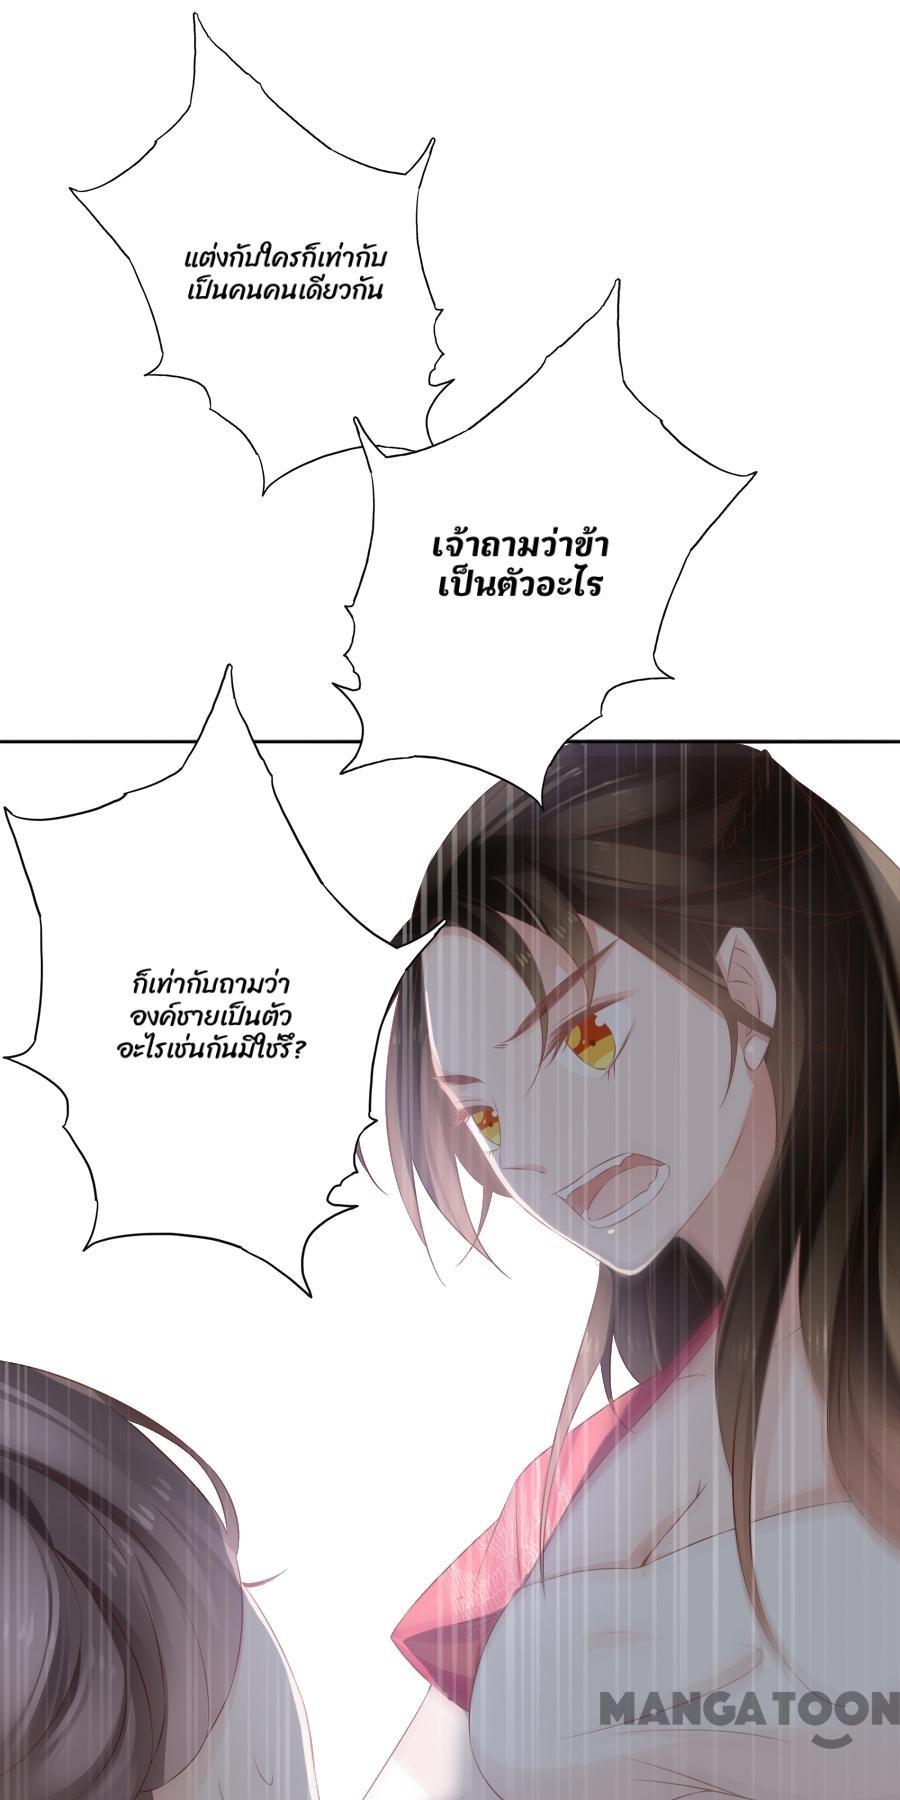 แต่งกับใครก็เท่ากับ
เป็นคนคนเดียวกัน
เจ้าถามว่าข้า
เป็นตัวอะไร
ก็เท่ากับถามว่า
องค์ชายเป็นตัว
อะไรเช่นกันมิใช่รึ?
MANGATOON